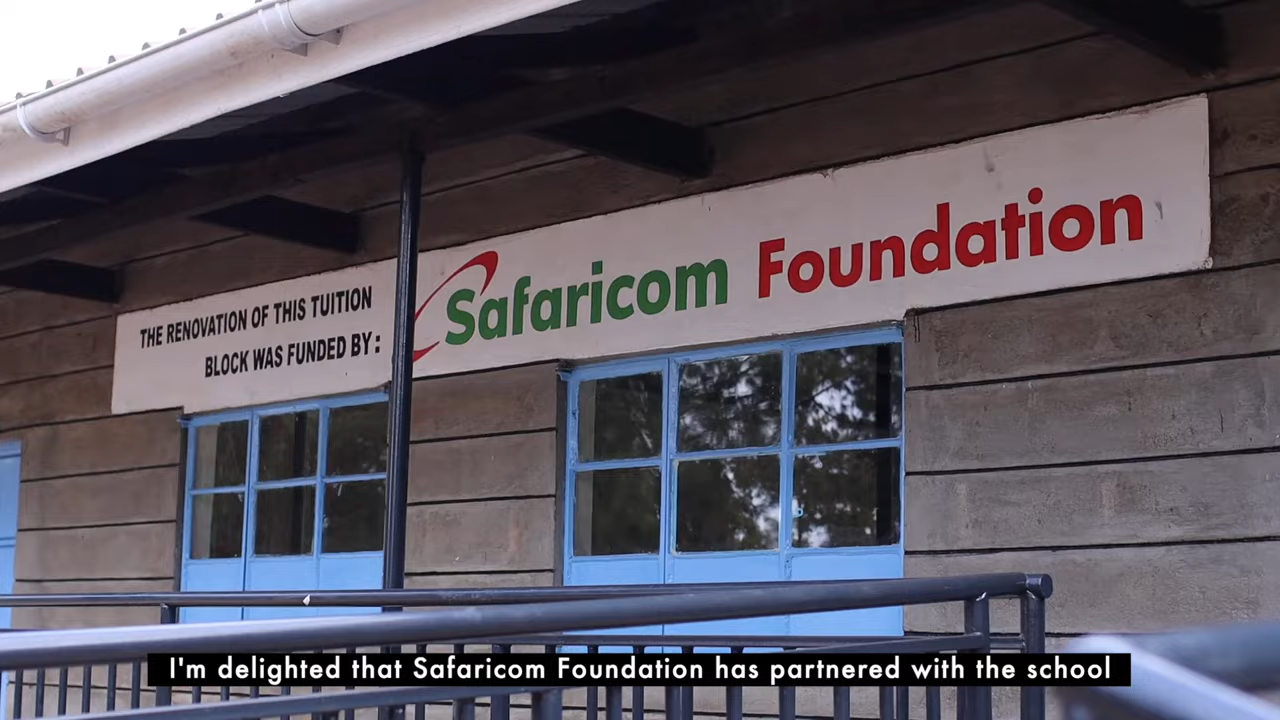 THE RENOVATION OF THIS TUITION
BLOCK WAS FUNDED BY:
Safaricom Foundation
I'm delighted that Safaricom Foundation has partnered with the school